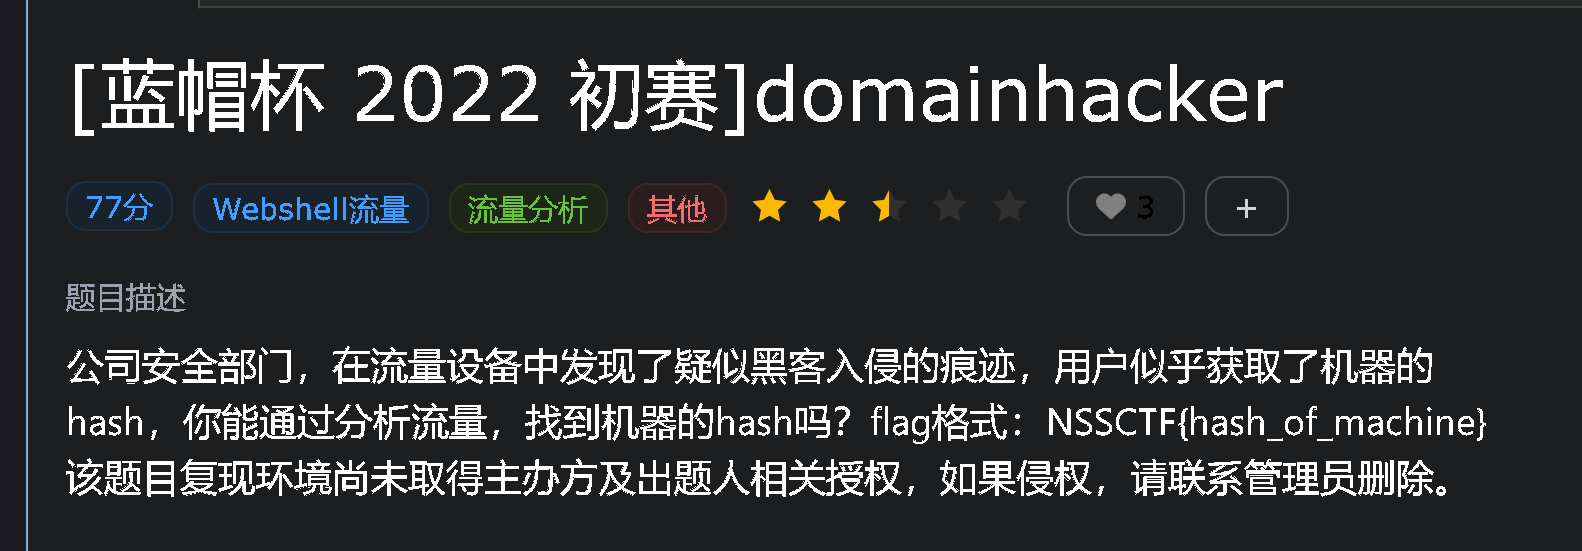 [蓝帽杯 2022 初赛]domainhacker
77分 Webshell流量 流量分析 其他 3 +
题目描述
公司安全部门，在流量设备中发现了疑似黑客入侵的痕迹，用户似乎获取了机器的
hash，你能通过分析流量，找到机器的hash吗？flag格式：NSSCTF{hash_of_machine}
该题目复现环境尚未取得主办方及出题人相关授权，如果侵权，请联系管理员删除。